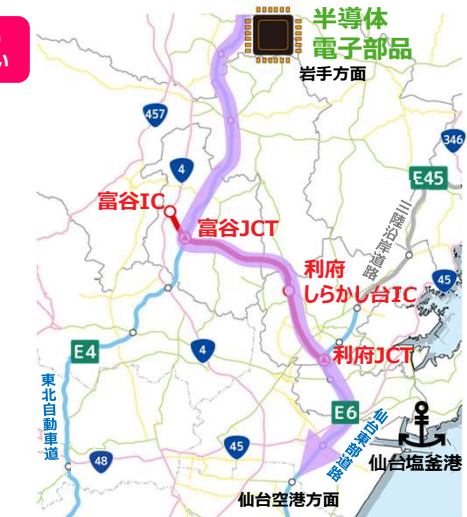 い
半導体
電子部品
岩手方面
457
346
4
E45
富谷IC
富谷JCT
三陸沿岸道路
利府
しらかし台IC
45
利府JCT
E4
4
東北自動車道
E6
仙台東部道路
45
48
仙台塩釜港
仙台空港方面